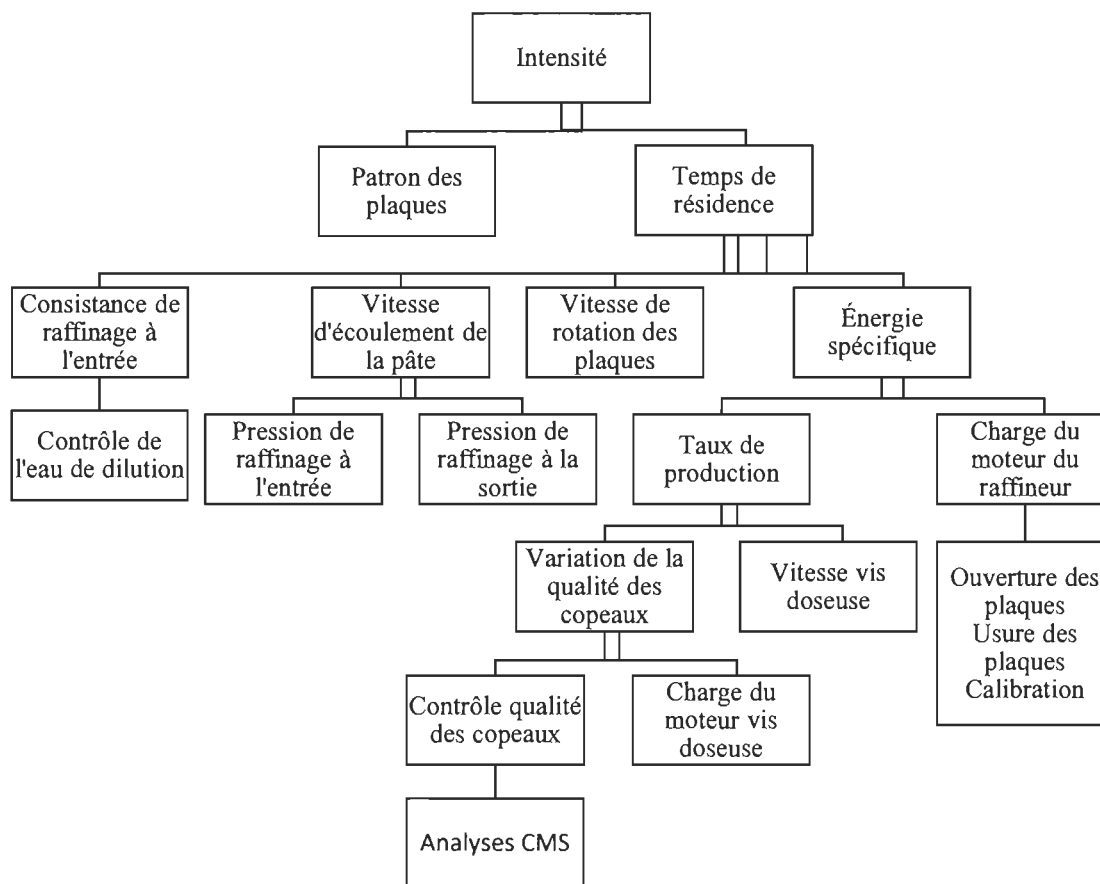 Intensité
Patron des
plaques
Temps de
résidence
Consistance de
raffinage à
l'entrée
Vitesse
d'écoulement de
la pâte
Vitesse de
rotation des
plaques
Énergie
spécifique
Contrôle de
l'eau de dilution
Pression de
raffinage à
l'entrée
Pression de
raffinage à la
sortie
Taux de
production
Charge du
moteur du
raffineur
Variation de la
qualité des
copeaux
Vitesse vis
doseuse
Ouverture des
plaques
Usure des
plaques
Calibration
Contrôle qualité
des copeaux
Charge du
moteur vis
doseuse
Analyses CMS